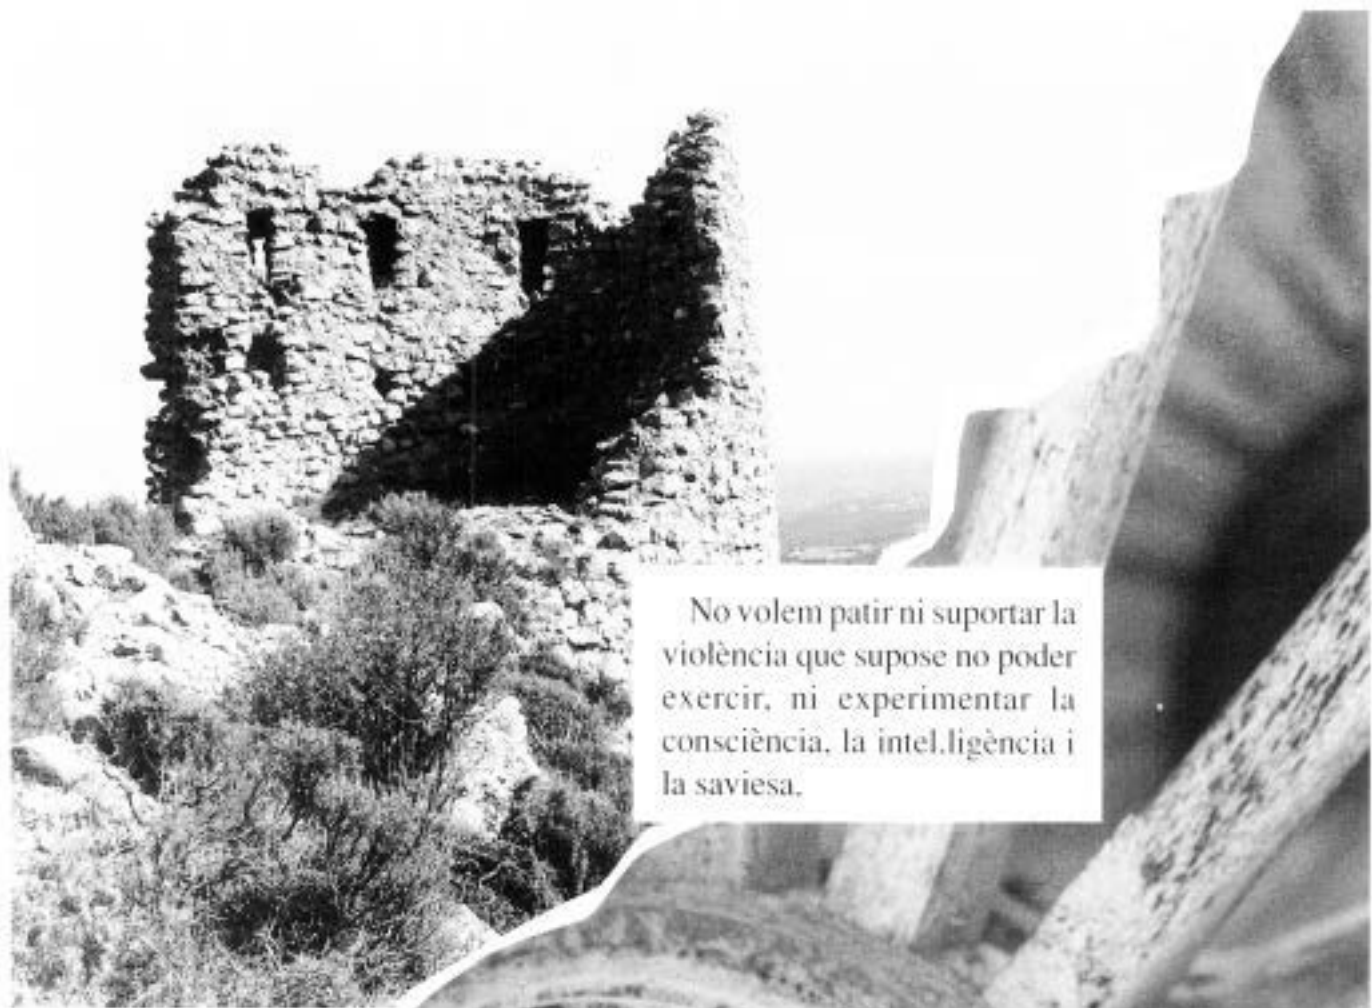 No volem patir ni suportar la
violència que supose no poder
exercir, ni experimentar la
consciència, la intel.ligència i
la saviesa.